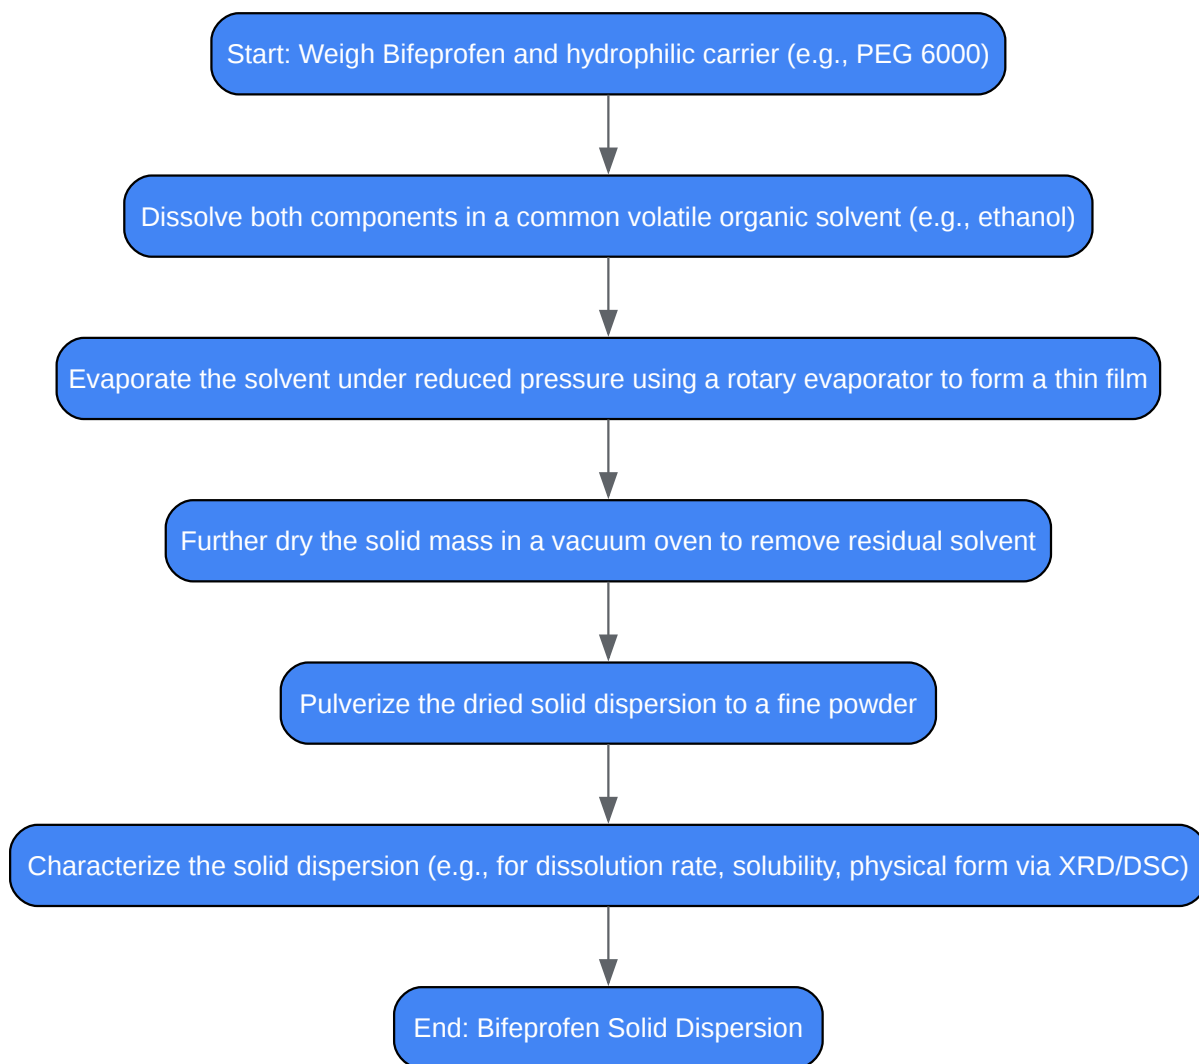 Start: Weigh Bifeprofen and hydrophilic carrier (e.g., PEG 6000)
Dissolve both components in a common volatile organic solvent (e.g., ethanol)
Evaporate the solvent under reduced pressure using a rotary evaporator to form a thin film
Further dry the solid mass in a vacuum oven to remove residual solvent
Pulverize the dried solid dispersion to a fine powder
Characterize the solid dispersion (e.g., for dissolution rate, solubility, physical form via XRD/DSC)
End: Bifeprofen Solid Dispersion